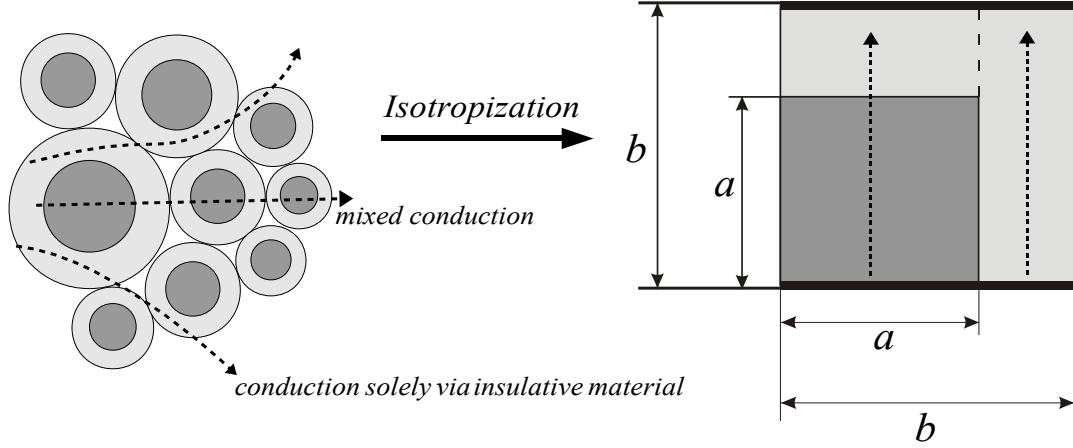 Isotropization
mixed conduction
conduction solely via insulative material
b
a
a
b